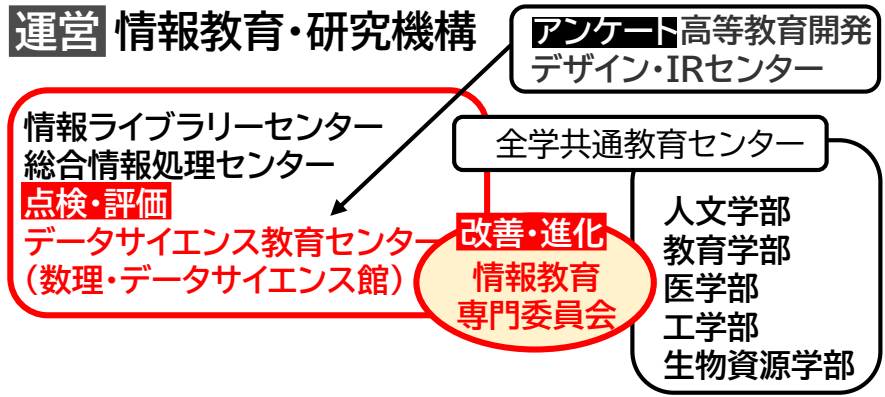 運営 情報教育・研究機構
アンケート高等教育開発
デザイン・IRセンター
情報ライブラリーセンター
総合情報処理センター
点検・評価
データサイエンス教育センター
(数理・データサイエンス館)
全学共通教育センター
改善・進化
情報教育
専門委員会
人文学部
教育学部
医学部
工学部
生物資源学部